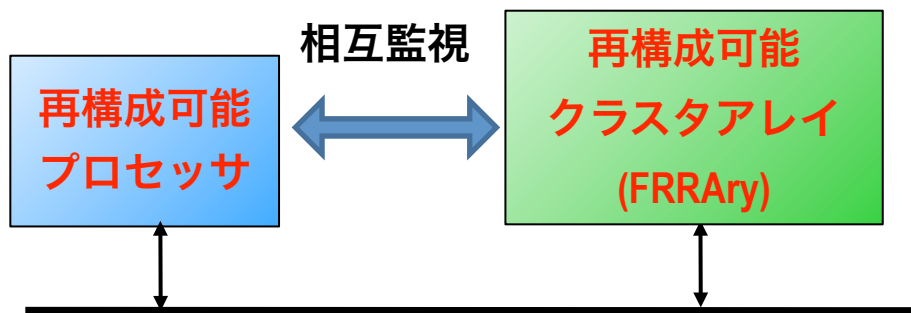 相互監視
再構成可能
プロセッサ
再構成可能
クラスタアレイ
(FRRAry)